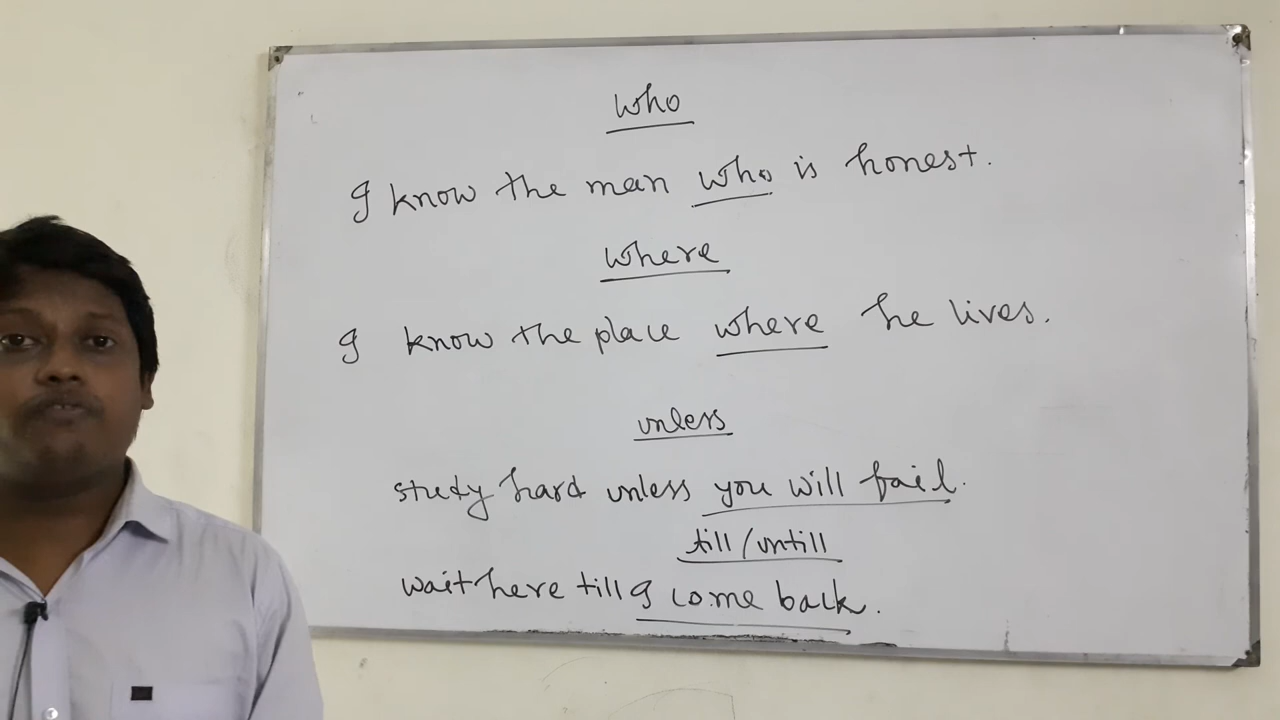 who
I know the man who is honest.
where
I know the place where he lives.
unless
study hard unless you will fail.
till/untill
wait here till I come back.